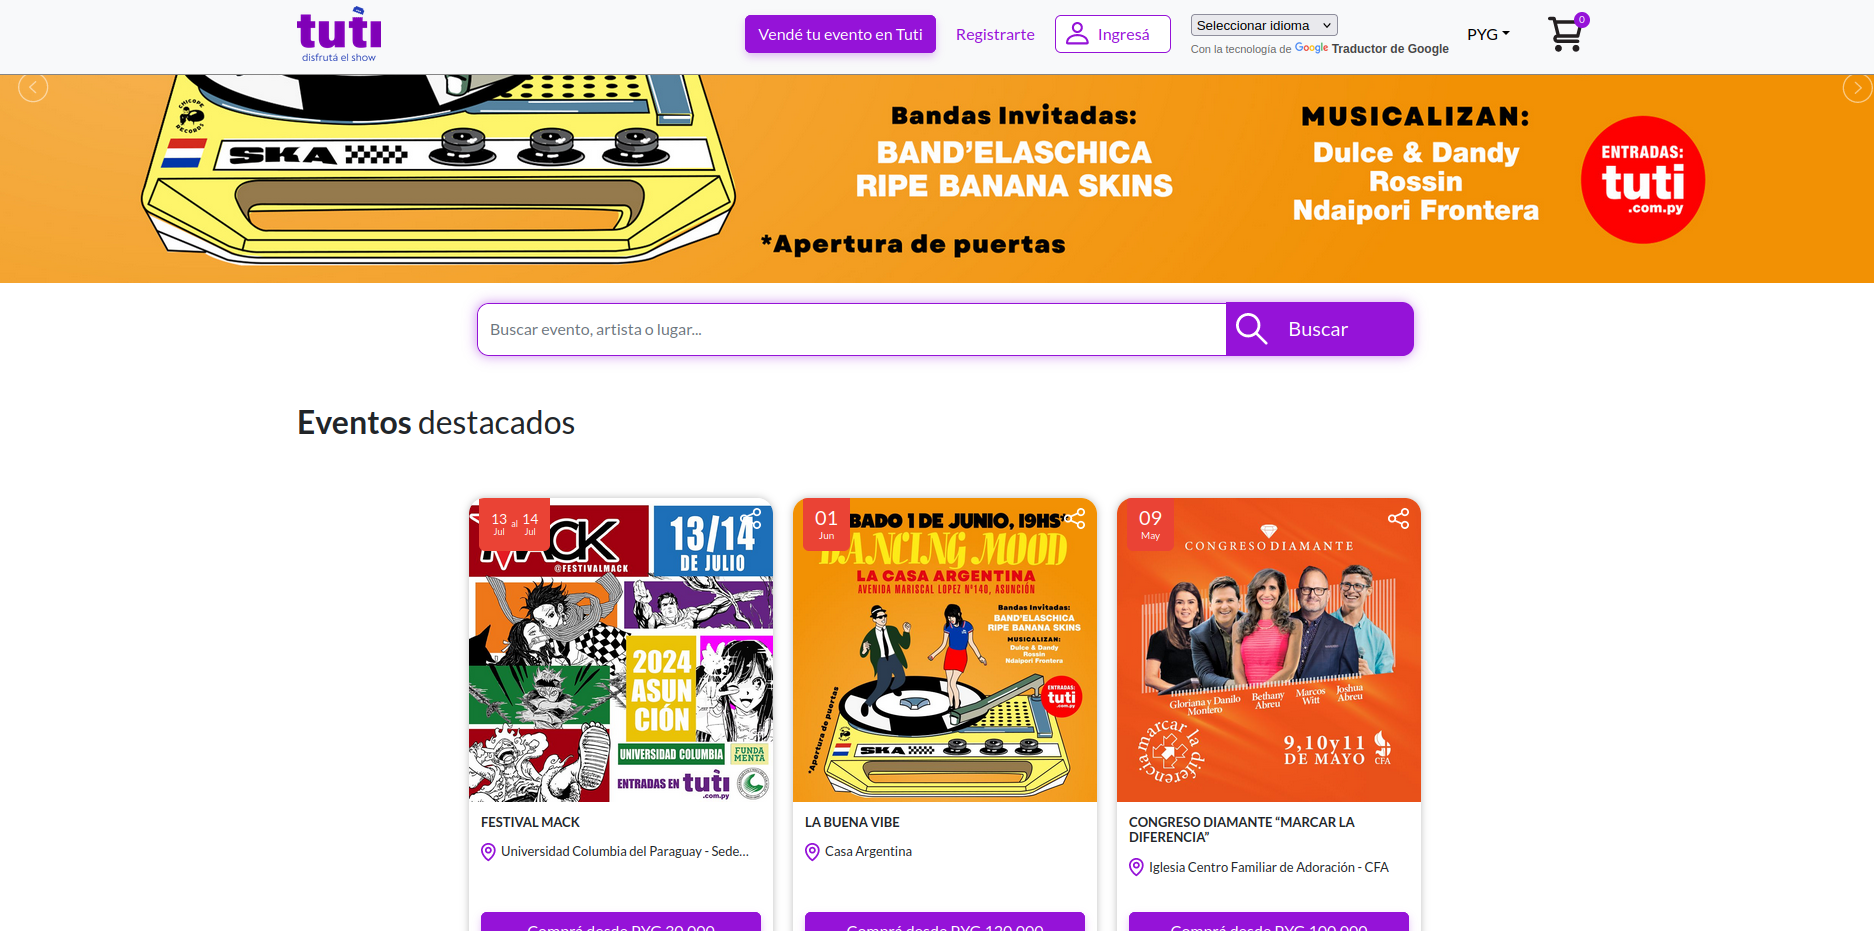 tuti
disfrutá el show
Vendé tu evento en Tuti
Registrarte
Ingresá
Seleccionar idioma
Con la tecnología de Google Traductor de Google
PYG
0
CHICOPE
RECORDS
SKA
Bandas Invitadas:
BAND'ELASCHICA
RIPE BANANA SKINS
*Apertura de puertas
MUSICALIZAN:
Dulce & Dandy
Rossin
Ndaipori Frontera
ENTRADAS:
tuti
.com.py
Buscar evento, artista o lugar...
Buscar
Eventos destacados
13 al 14
Jul Jul
MACK
@FESTIVALMACK
13/14
DE JULIO
2024
ASUN
CIÓN
UNIVERSIDAD COLUMBIA
FUNDA
MENTA
ENTRADAS EN tuti
.com.py
FESTIVAL MACK
Universidad Columbia del Paraguay - Sede...
Comprá desde PYG 30.000
01
Jun
BADO 1 DE JUNIO, 19HS*
DANCING MOOD
LA CASA ARGENTINA
AVENIDA MARISCAL LOPEZ Nº140, ASUNCIÓN
Bandas Invitadas:
BAND'ELASCHICA
RIPE BANANA SKINS
MUSICALIZAN:
Dulce & Dandy
Rossin
Ndaipori Frontera
ENTRADAS:
tuti
.com.py
*Apertura de puertas
SKA
LA BUENA VIBE
Casa Argentina
Comprá desde PYG 120.000
09
May
CONGRESO DIAMANTE
Gloriana y Danilo
Montero
Bethany
Abreu
Marcos
Witt
Joshua
Abreu
marcar la
diferencia
9,10 y 11
DE MAYO
CFA
CONGRESO DIAMANTE “MARCAR LA
DIFERENCIA”
Iglesia Centro Familiar de Adoración - CFA
Comprá desde PYG 100.000